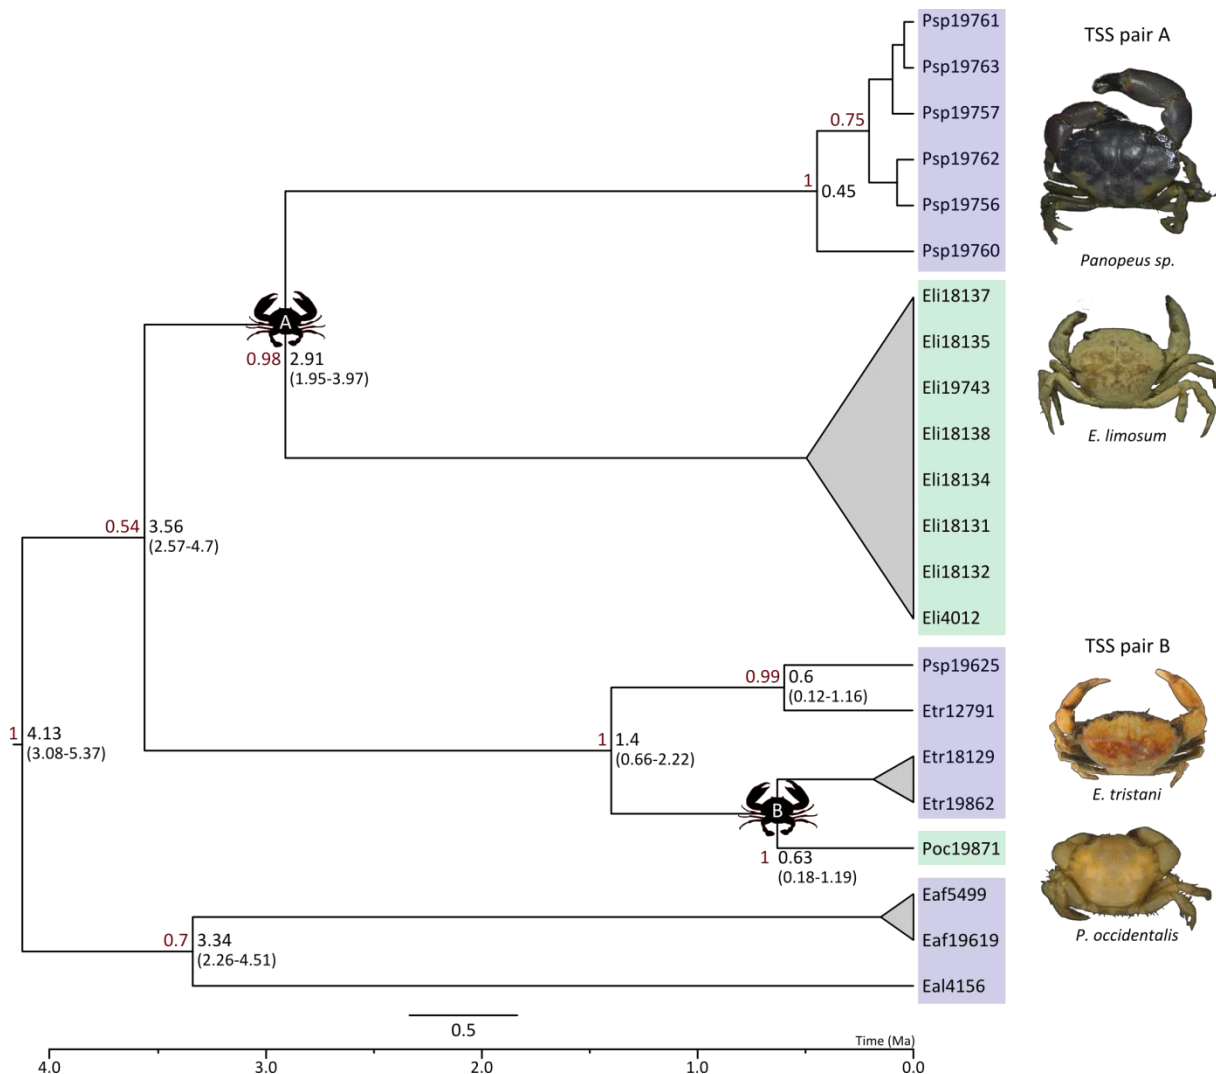 Psp19761
TSS pair A
Psp19763
Psp19757
0.75
Psp19762
1
0.45
Psp19756
Psp19760
Panopeus sp.
Eli18137
A
0.98
2.91
(1.95-3.97)
Eli18135
Eli19743
Eli18138
E. limosum
Eli18134
0.54
3.56
(2.57-4.7)
Eli18131
Eli18132
Eli4012
TSS pair B
Psp19625
0.99
0.6
(0.12-1.16)
Etr12791
1
4.13
(3.08-5.37)
1
1.4
(0.66-2.22)
Etr18129
Etr19862
E. tristani
B
Poc19871
1
0.63
(0.18-1.19)
Eaf5499
0.7
3.34
(2.26-4.51)
Eaf19619
P. occidentalis
Eal4156
0.5
Time (Ma)
4.0
3.0
2.0
1.0
0.0